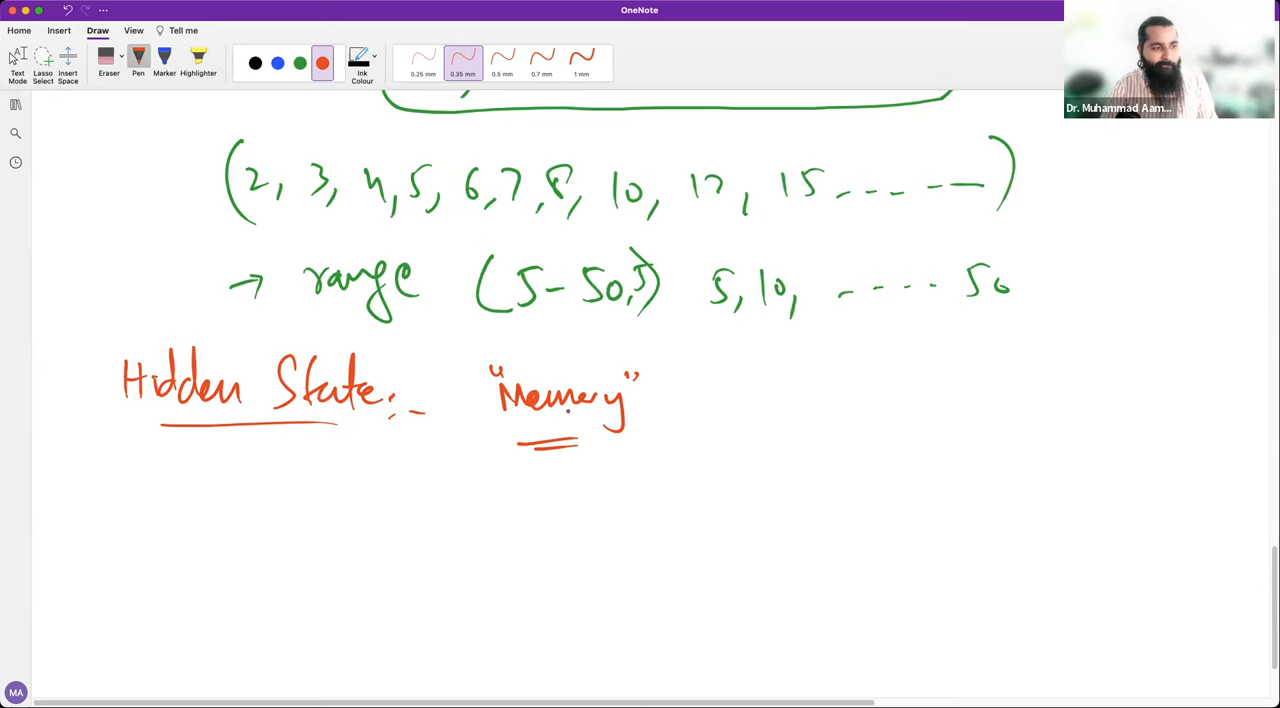 OneNote
Home Insert Draw View Tell me
Text Mode Lasso Select Insert Space Eraser Pen Marker Highlighter Ink Colour 0.25 mm 0.35 mm 0.5 mm 0.7 mm 1 mm
Dr. Muhammad Aam...
(2, 3, 4, 5, 6, 7, 8, 10, 12, 15 ........)
→ range (5-50,5) 5, 10, ..... 50
Hidden State:- "Memory"
MA